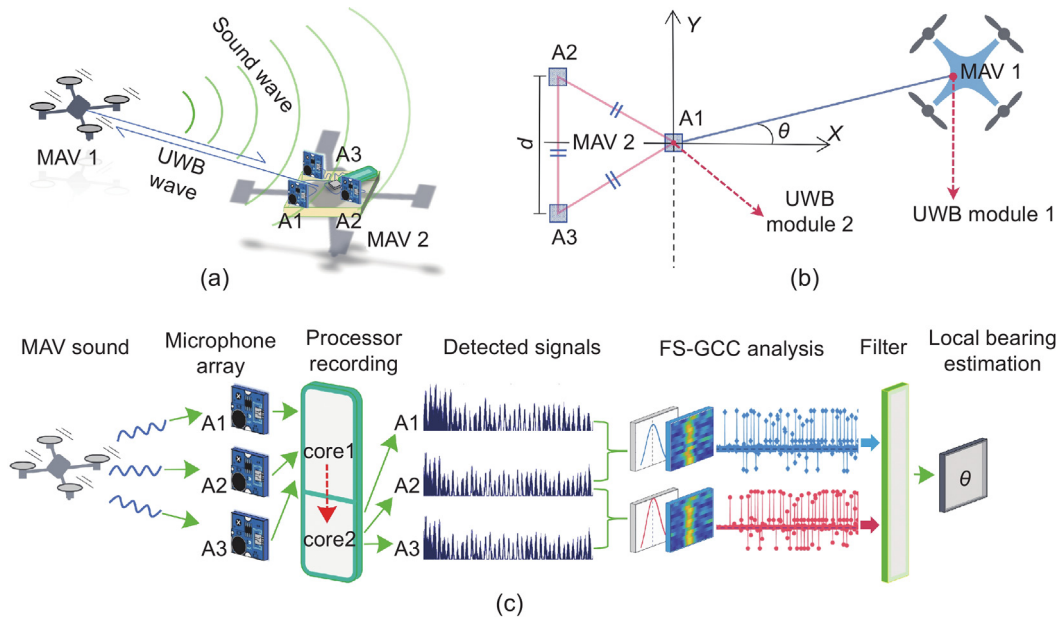 MAV 1
Sound wave
UWB
wave
A3
A1
A2
MAV 2
(a)
Y
A2
MAV 1
A1
d
MAV 2
θ
X
A3
UWB
module 2
UWB module 1
(b)
MAV sound
Microphone
array
Processor
recording
Detected signals
FS-GCC analysis
Filter
Local bearing
estimation
A1
A2
A3
core1
core2
A1
A2
A3
θ
(c)